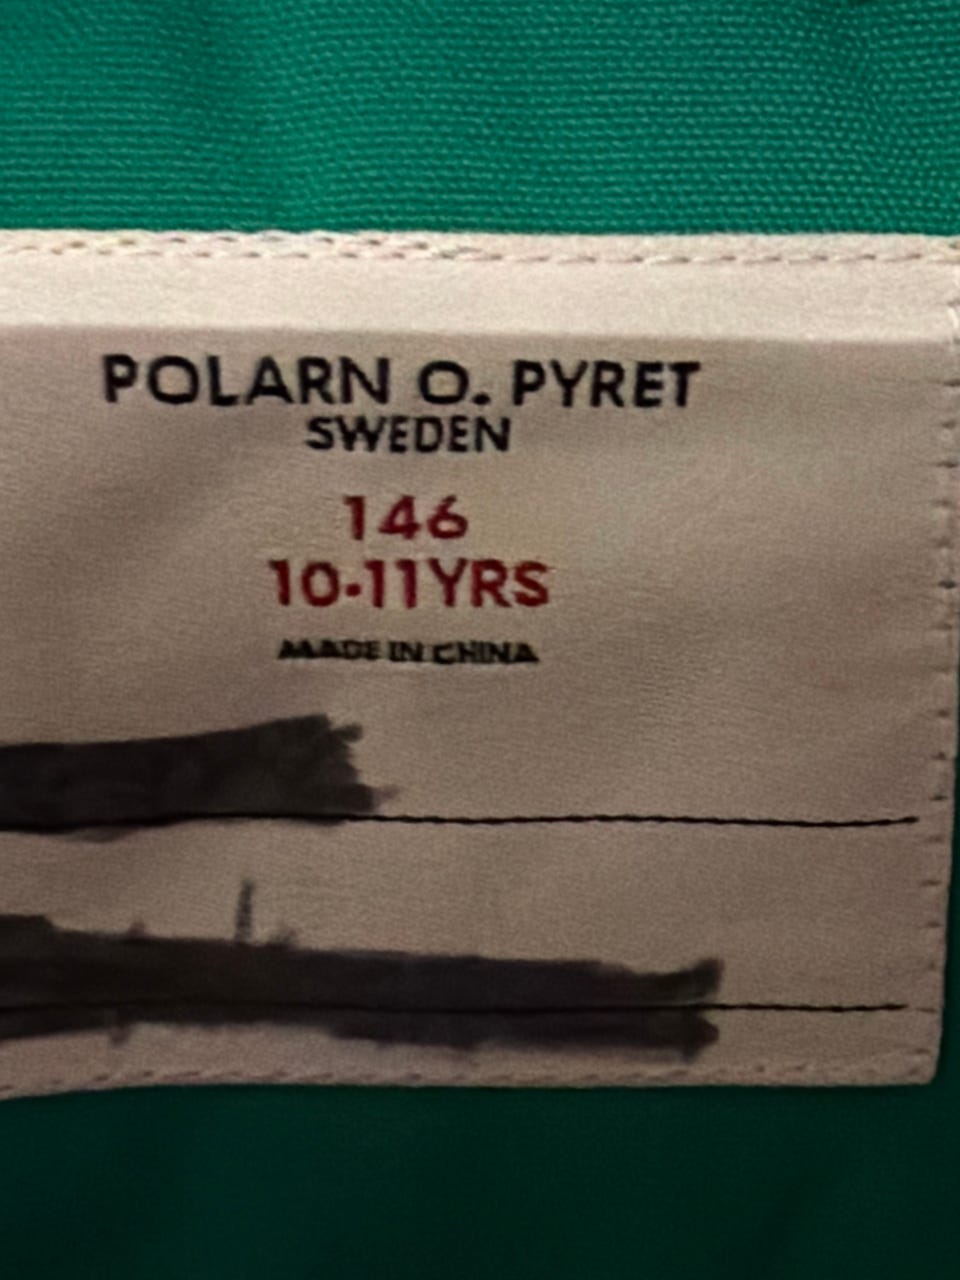 POLARN O. PYRET
SWEDEN
146
10-11YRS
MADE IN CHINA